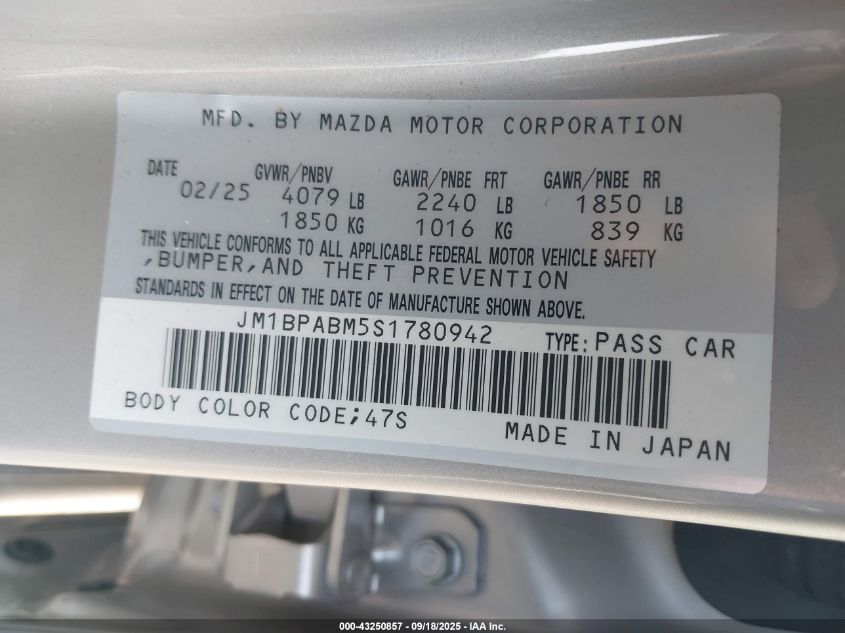 MFD. BY MAZDA MOTOR CORPORATION
DATE GVWR/PNBV GAWR/PNBE FRT GAWR/PNBE RR
02/25 4079 LB 2240 LB 1850 LB
1850 KG 1016 KG 839 KG
THIS VEHICLE CONFORMS TO ALL APPLICABLE FEDERAL MOTOR VEHICLE SAFETY
,BUMPER,AND THEFT PREVENTION
STANDARDS IN EFFECT ON THE DATE OF MANUFACTURE SHOWN ABOVE.
JM1BPABM5S1780942 TYPE:PASS CAR
BODY COLOR CODE;47S
MADE IN JAPAN
000-43250857 - 09/18/2025 - IAA Inc.